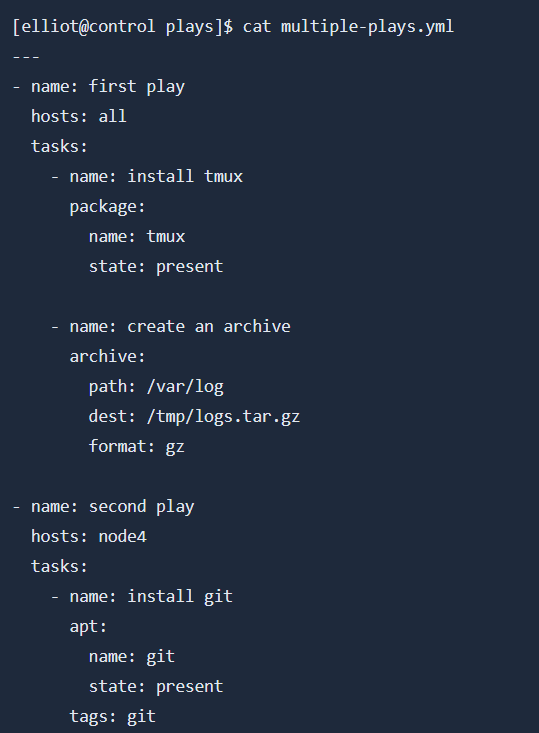 [elliot@control plays]$ cat multiple-plays.yml
---
- name: first play
  hosts: all
  tasks:
    - name: install tmux
      package:
        name: tmux
        state: present

    - name: create an archive
      archive:
        path: /var/log
        dest: /tmp/logs.tar.gz
        format: gz

- name: second play
  hosts: node4
  tasks:
    - name: install git
      apt:
        name: git
        state: present
      tags: git